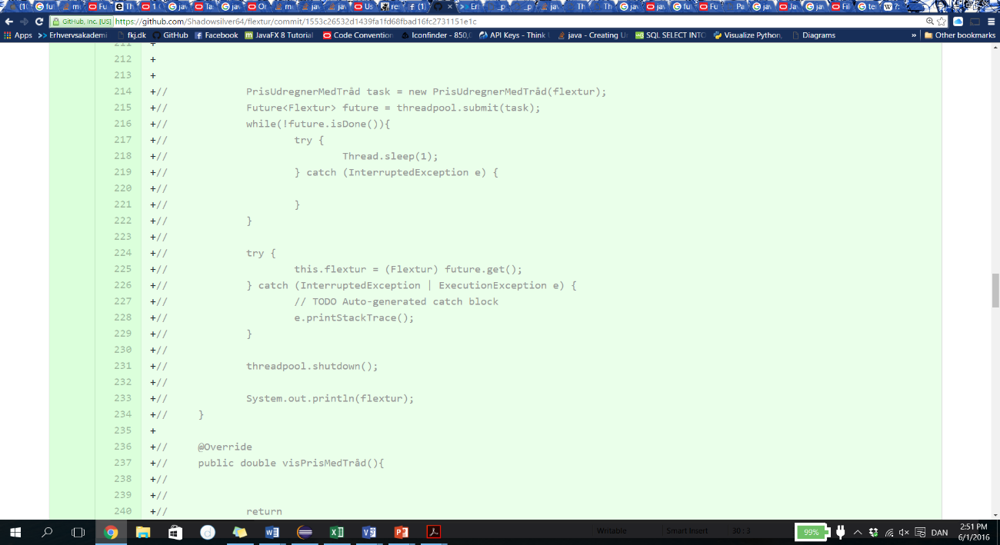 GitHub, Inc. [US] https://github.com/Shadowsilver64/flextur/commit/1553c26532d1439fa1fd68fbad16fc2731151e1c
Apps Erhvervsakademi fkj.dk GitHub Facebook JavaFX 8 Tutorial Code Convention Iconfinder - 850, API Keys - Think java - Creating SQL SELECT INTO Visualize Python, Diagrams » Other bookmarks
211 +
212 +
213 +
214 +// PrisUdregnerMedTråd task = new PrisUdregnerMedTråd(flextur);
215 +// Future<Flextur> future = threadpool.submit(task);
216 +// while(!future.isDone()){
217 +// try {
218 +// Thread.sleep(1);
219 +// } catch (InterruptedException e) {
220 +//
221 +// }
222 +// }
223 +//
224 +// try {
225 +// this.flextur = (Flextur) future.get();
226 +// } catch (InterruptedException | ExecutionException e) {
227 +// // TODO Auto-generated catch block
228 +// e.printStackTrace();
229 +// }
230 +//
231 +// threadpool.shutdown();
232 +//
233 +// System.out.println(flextur);
234 +// }
235 +
236 +// @Override
237 +// public double visPrisMedTråd(){
238 +//
239 +//
240 +// return
Writable Smart Insert 30 : 3
99% DAN 2:51 PM
6/1/2016